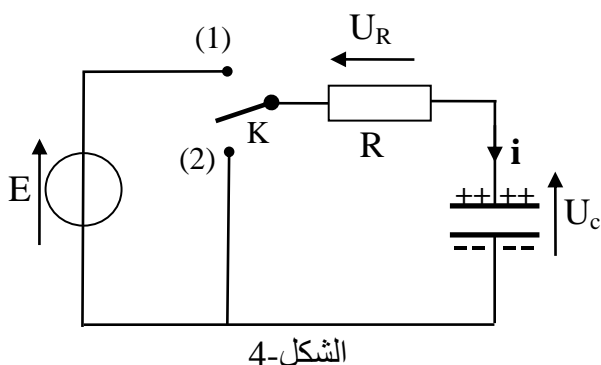 U_R
(1)
K
R
i
(2)
E
++ ++
-- --
U_c
الشكل-4